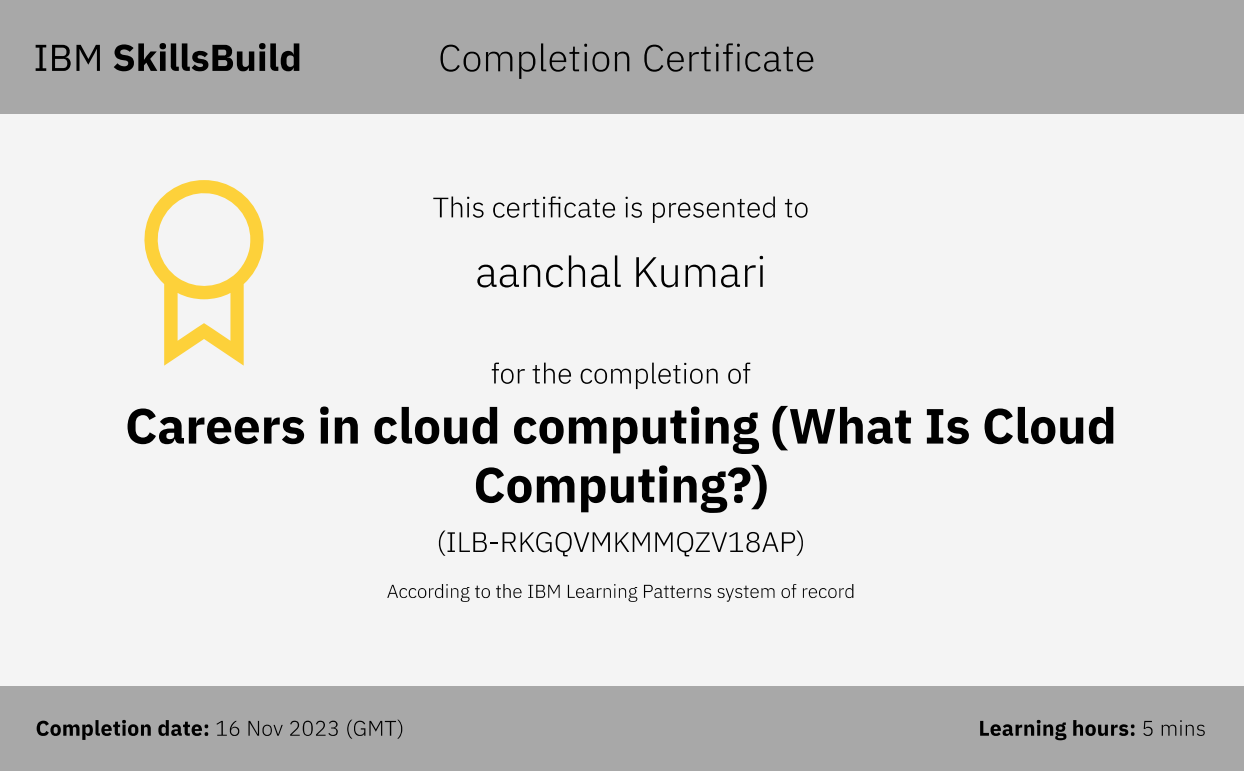 IBM SkillsBuild
Completion Certificate
This certificate is presented to
aanchal Kumari
for the completion of
Careers in cloud computing (What Is Cloud
Computing?)
(ILB-RKGQVMKMMQZV18AP)
According to the IBM Learning Patterns system of record
Completion date: 16 Nov 2023 (GMT)
Learning hours: 5 mins